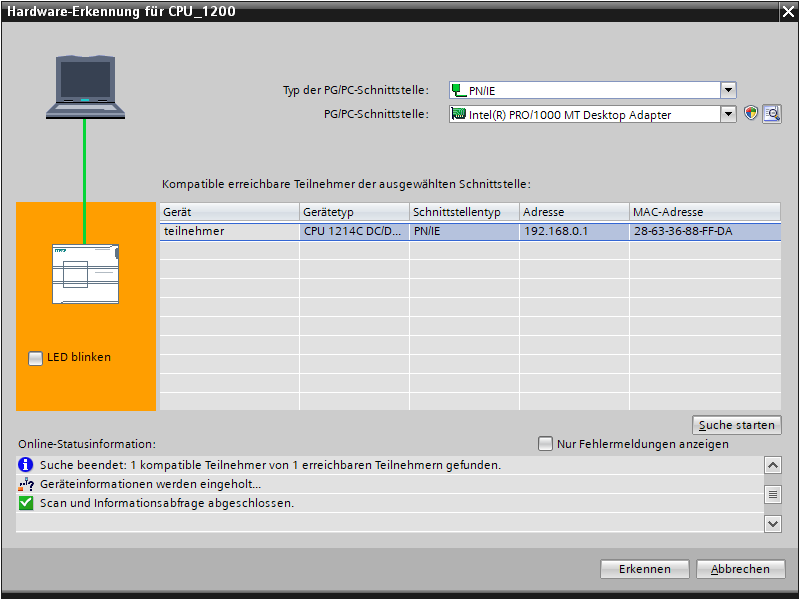 Hardware-Erkennung für CPU_1200
Typ der PG/PC-Schnittstelle:
PN/IE
PG/PC-Schnittstelle:
Intel(R) PRO/1000 MT Desktop Adapter
Kompatible erreichbare Teilnehmer der ausgewählten Schnittstelle:
Gerät Gerätetyp Schnittstellentyp Adresse MAC-Adresse
teilnehmer CPU 1214C DC/D... PN/IE 192.168.0.1 28-63-36-88-FF-DA
LED blinken
Suche starten
Online-Statusinformation:
Nur Fehlermeldungen anzeigen
Suche beendet: 1 kompatible Teilnehmer von 1 erreichbaren Teilnehmern gefunden.
Geräteinformationen werden eingeholt...
Scan und Informationsabfrage abgeschlossen.
Erkennen
Abbrechen